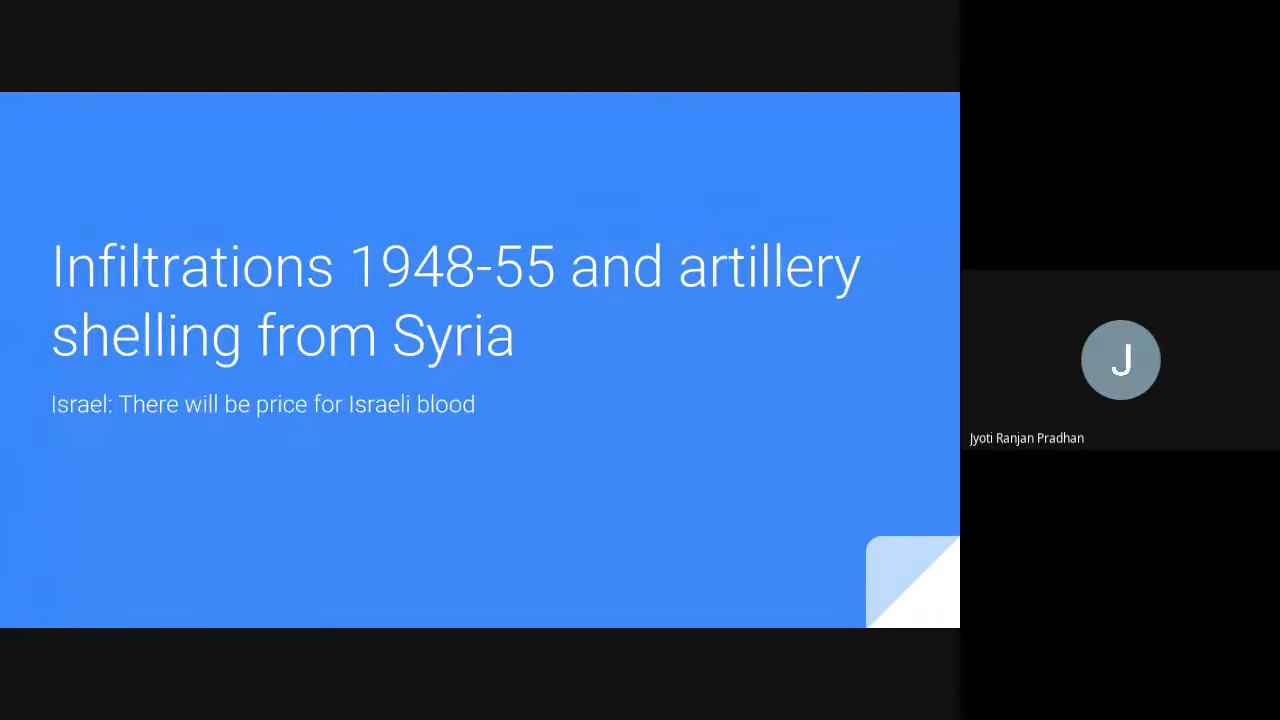 Infiltrations 1948-55 and artillery
shelling from Syria
Israel: There will be price for Israeli blood
J
Jyoti Ranjan Pradhan